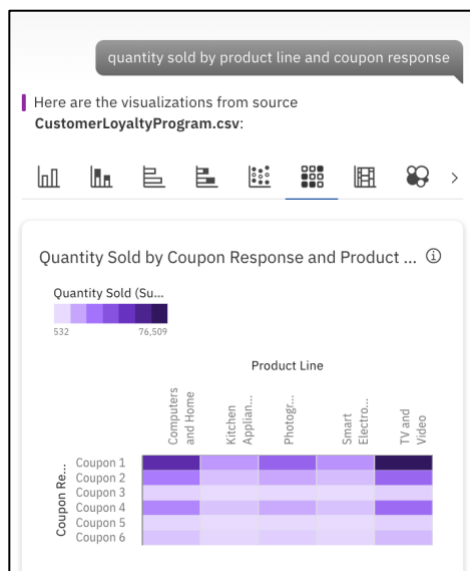 quantity sold by product line and coupon response
Here are the visualizations from source
CustomerLoyaltyProgram.csv:
Quantity Sold by Coupon Response and Product ...
Quantity Sold (Su...
532
76,509
Product Line
Computers
and Home
Kitchen
Applian...
Photogr...
Smart
Electro...
TV and
Video
Coupon Re...
Coupon 1
Coupon 2
Coupon 3
Coupon 4
Coupon 5
Coupon 6